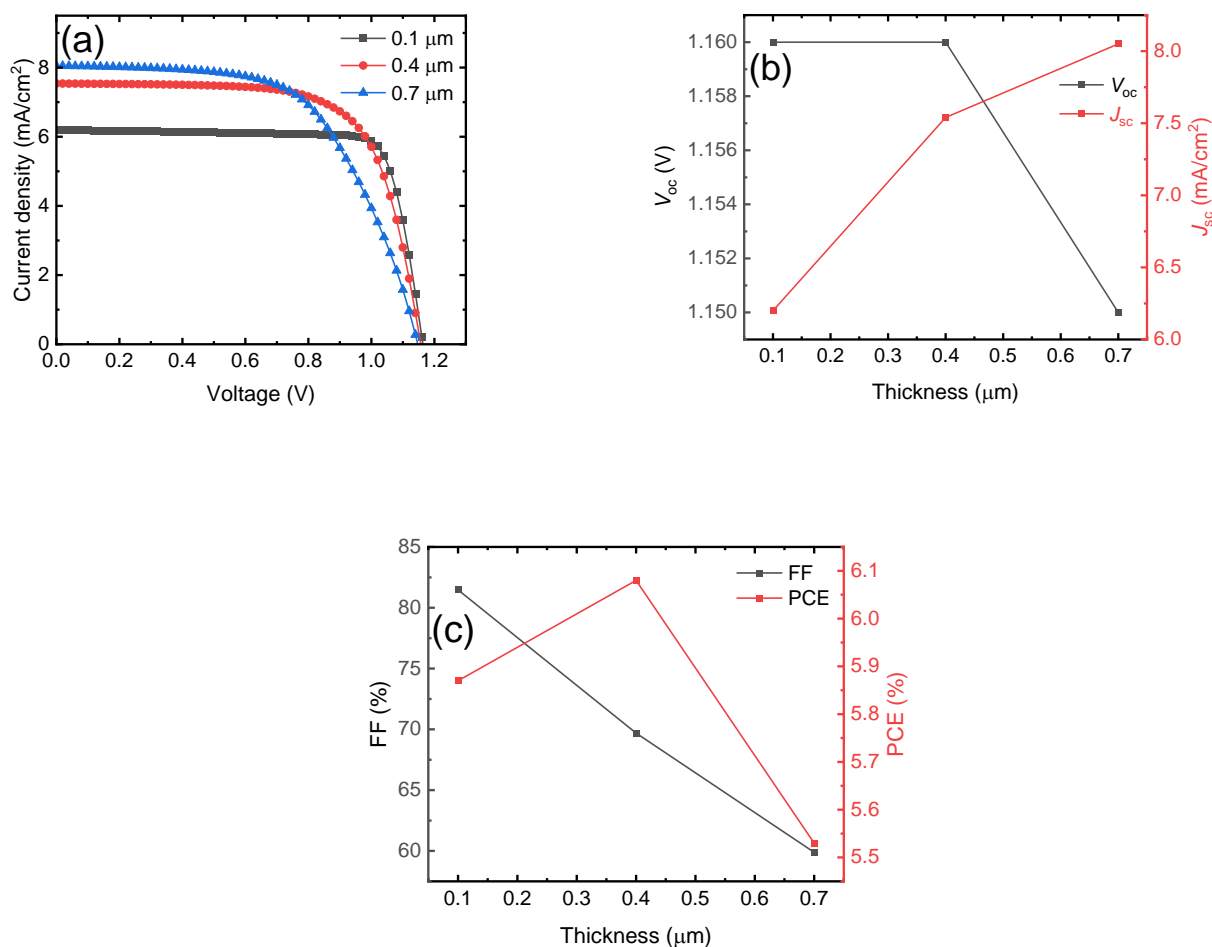 (a)
0.1 μm
0.4 μm
0.7 μm
8
6
4
2
0
Current density (mA/cm²)
0.0 0.2 0.4 0.6 0.8 1.0 1.2
Voltage (V)
(b)
Voc
Jsc
1.160
1.158
1.156
1.154
1.152
1.150
Voc (V)
8.0
7.5
7.0
6.5
6.0
Jsc (mA/cm²)
0.1 0.2 0.3 0.4 0.5 0.6 0.7
Thickness (μm)
(c)
FF
PCE
85
80
75
70
65
60
FF (%)
6.1
6.0
5.9
5.8
5.7
5.6
5.5
PCE (%)
0.1 0.2 0.3 0.4 0.5 0.6 0.7
Thickness (μm)